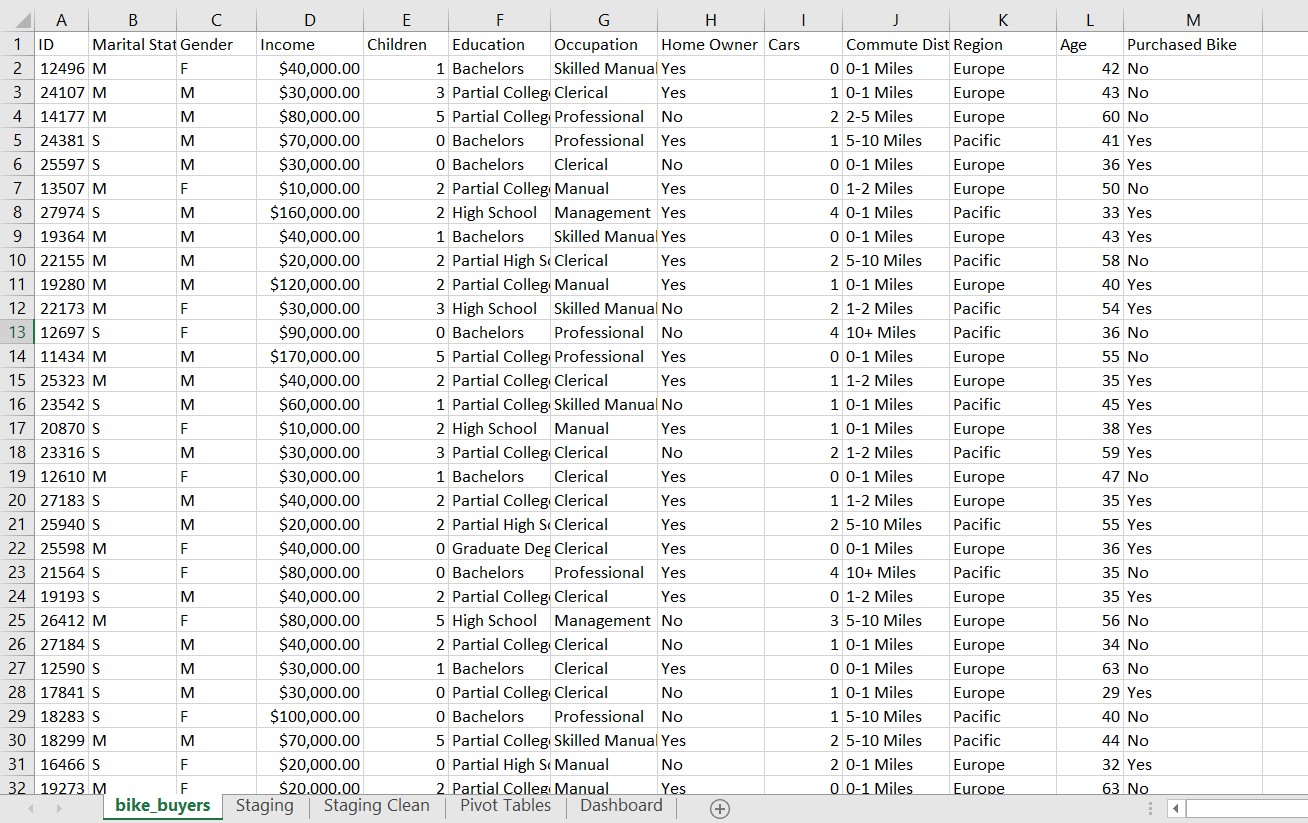 A B C D E F G H I J K L M
1 ID Marital Stat Gender Income Children Education Occupation Home Owner Cars Commute Dist Region Age Purchased Bike
2 12496 M F $40,000.00 1 Bachelors Skilled Manual Yes 0 0-1 Miles Europe 42 No
3 24107 M M $30,000.00 3 Partial College Clerical Yes 1 0-1 Miles Europe 43 No
4 14177 M M $80,000.00 5 Partial College Professional No 2 2-5 Miles Europe 60 No
5 24381 S M $70,000.00 0 Bachelors Professional Yes 1 5-10 Miles Pacific 41 Yes
6 25597 S M $30,000.00 0 Bachelors Clerical No 0 0-1 Miles Europe 36 Yes
7 13507 M F $10,000.00 2 Partial College Manual Yes 0 1-2 Miles Europe 50 No
8 27974 S M $160,000.00 2 High School Management Yes 4 0-1 Miles Pacific 33 Yes
9 19364 M M $40,000.00 1 Bachelors Skilled Manual Yes 0 0-1 Miles Europe 43 Yes
10 22155 M M $20,000.00 2 Partial High Sc Clerical Yes 2 5-10 Miles Pacific 58 No
11 19280 M M $120,000.00 2 Partial College Manual Yes 1 0-1 Miles Europe 40 Yes
12 22173 M F $30,000.00 3 High School Skilled Manual No 2 1-2 Miles Pacific 54 Yes
13 12697 S F $90,000.00 0 Bachelors Professional No 4 10+ Miles Pacific 36 No
14 11434 M M $170,000.00 5 Partial College Professional Yes 0 0-1 Miles Europe 55 No
15 25323 M M $40,000.00 2 Partial College Clerical Yes 1 1-2 Miles Europe 35 Yes
16 23542 S M $60,000.00 1 Partial College Skilled Manual No 1 0-1 Miles Pacific 45 Yes
17 20870 S F $10,000.00 2 High School Manual Yes 1 0-1 Miles Europe 38 Yes
18 23316 S M $30,000.00 3 Partial College Clerical No 2 1-2 Miles Pacific 59 Yes
19 12610 M F $30,000.00 1 Bachelors Clerical Yes 0 0-1 Miles Europe 47 No
20 27183 S M $40,000.00 2 Partial College Clerical Yes 1 1-2 Miles Europe 35 Yes
21 25940 S M $20,000.00 2 Partial High Sc Clerical Yes 2 5-10 Miles Pacific 55 Yes
22 25598 M F $40,000.00 0 Graduate Deg Clerical Yes 0 0-1 Miles Europe 36 Yes
23 21564 S F $80,000.00 0 Bachelors Professional Yes 4 10+ Miles Pacific 35 No
24 19193 S M $40,000.00 2 Partial College Clerical Yes 0 1-2 Miles Europe 35 Yes
25 26412 M F $80,000.00 5 High School Management No 3 5-10 Miles Europe 56 No
26 27184 S M $40,000.00 2 Partial College Clerical No 1 0-1 Miles Europe 34 No
27 12590 S M $30,000.00 1 Bachelors Clerical Yes 0 0-1 Miles Europe 63 No
28 17841 S M $30,000.00 0 Partial College Clerical No 1 0-1 Miles Europe 29 Yes
29 18283 S F $100,000.00 0 Bachelors Professional No 1 5-10 Miles Pacific 40 No
30 18299 M M $70,000.00 5 Partial College Skilled Manual Yes 2 5-10 Miles Pacific 44 No
31 16466 S F $20,000.00 0 Partial High Sc Manual No 2 0-1 Miles Europe 32 Yes
32 19273 M F $20,000.00 2 Partial College Manual Yes 0 0-1 Miles Europe 63 No
bike_buyers Staging Staging Clean Pivot Tables Dashboard